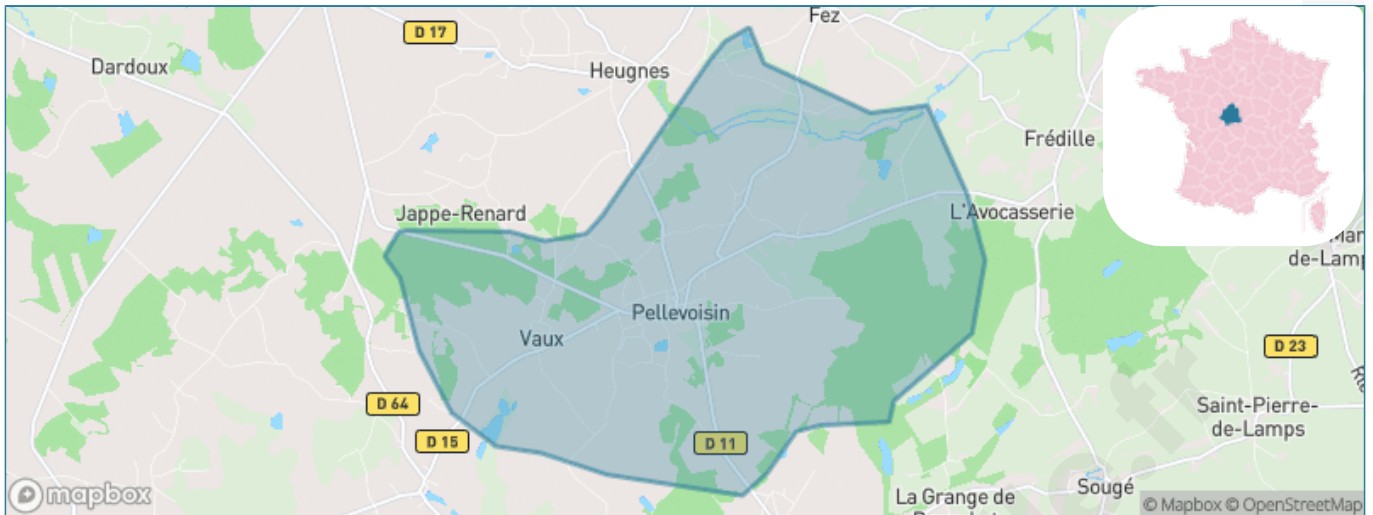 Fez
D 17
Dardoux
Heugnes
Frédille
Jappe-Renard
L'Avocasserie
de-Lamp
Pellevoisin
Vaux
D 23
D 64
Saint-Pierre-
de-Lamps
D 15
D 11
Sougé
La Grange de
mapbox
© Mapbox © OpenStreetMap